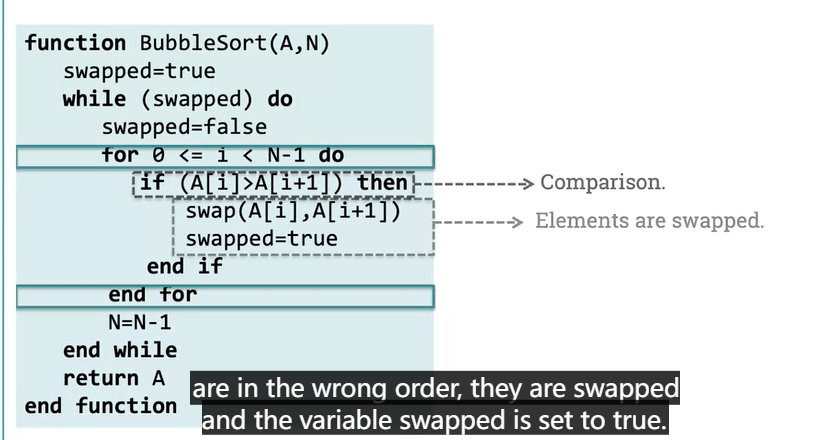 function BubbleSort(A,N)
swapped=true
while (swapped) do
swapped=false
for 0 <= i < N-1 do
if (A[i]>A[i+1]) then
Comparison.
swap(A[i],A[i+1])
Elements are swapped.
swapped=true
end if
end for
N=N-1
end while
return A
end function
are in the wrong order, they are swapped
and the variable swapped is set to true.